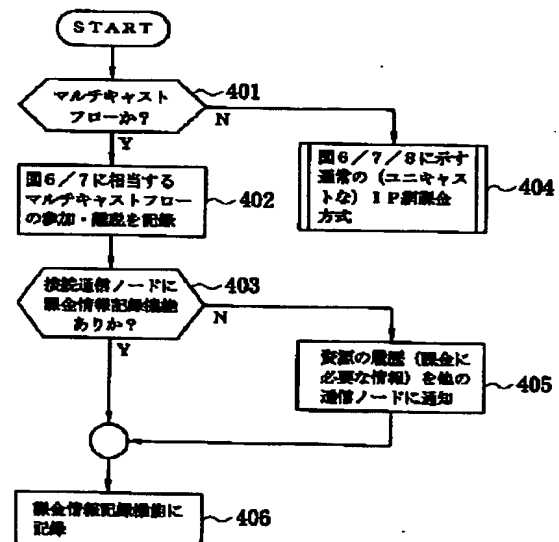 START
マルチキャスト
フローか?
401
Y
N
図6/7に相当する
マルチキャストフロー
の参加・離脱を記録
402
図6/7/8に示す
通常の(ユニキャス
トな)IP網課金
方式
404
接続通信ノードに
課金情報記録機能
ありか?
403
Y
N
資源の履歴(課金に
必要な情報)を他の
通信ノードに通知
405
課金情報記録機能に
記録
406